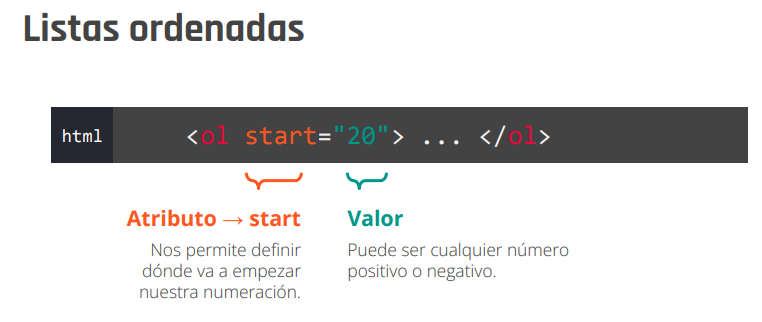 Listas ordenadas
html
<ol start="20"> ... </ol>
Atributo → start
Nos permite definir
dónde va a empezar
nuestra numeración.
Valor
Puede ser cualquier número
positivo o negativo.